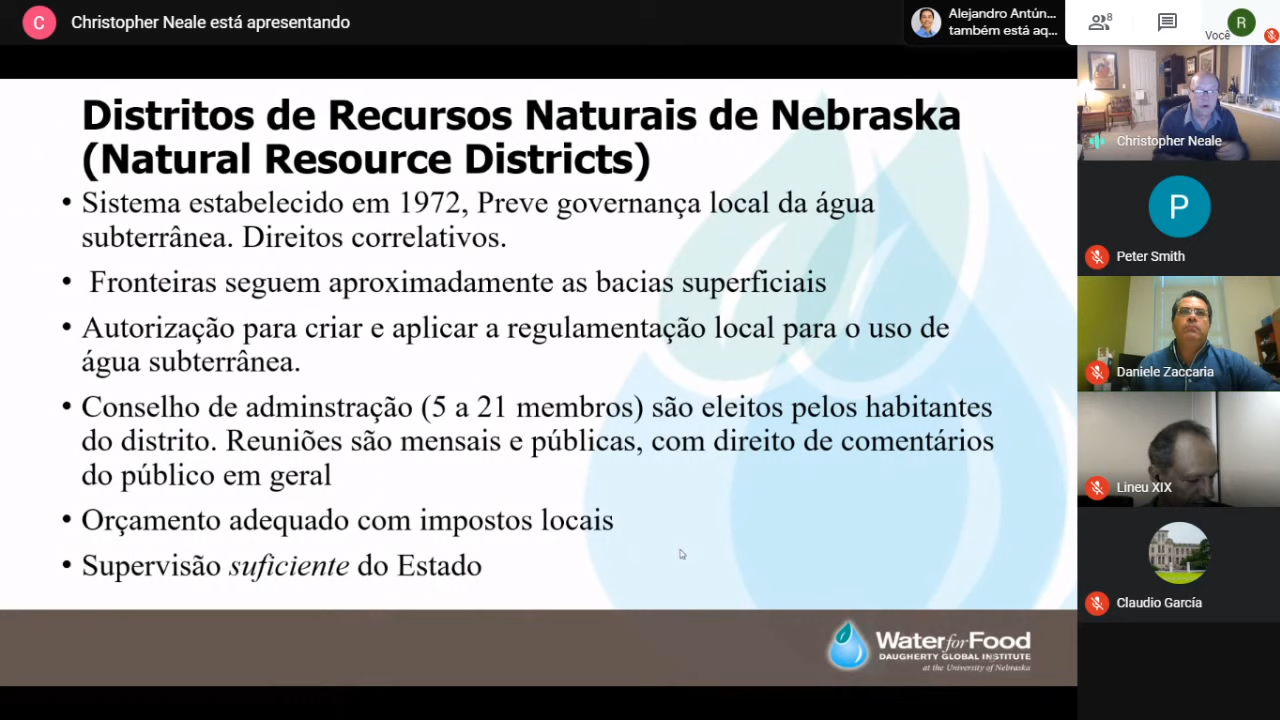 C
Christopher Neale está apresentando
Alejandro Antún...
também está aq...
8
Você
R
Distritos de Recursos Naturais de Nebraska
(Natural Resource Districts)
• Sistema estabelecido em 1972, Preve governança local da água
subterrânea. Direitos correlativos.
• Fronteiras seguem aproximadamente as bacias superficiais
• Autorização para criar e aplicar a regulamentação local para o uso de
água subterrânea.
• Conselho de adminstração (5 a 21 membros) são eleitos pelos habitantes
do distrito. Reuniões são mensais e públicas, com direito de comentários
do público em geral
• Orçamento adequado com impostos locais
• Supervisão suficiente do Estado
Water for Food
DAUGHERTY GLOBAL INSTITUTE
at the University of Nebraska
Christopher Neale
P
Peter Smith
Daniele Zaccaria
Lineu XIX
Claudio García